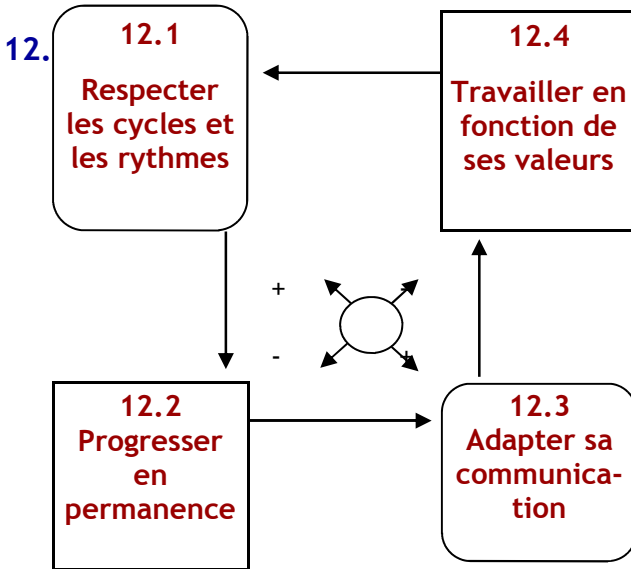 12.
12.1
Respecter
les cycles et
les rythmes
12.4
Travailler en
fonction de
ses valeurs
+
-
-
+
12.2
Progresser
en
permanence
12.3
Adapter sa
communica-
tion